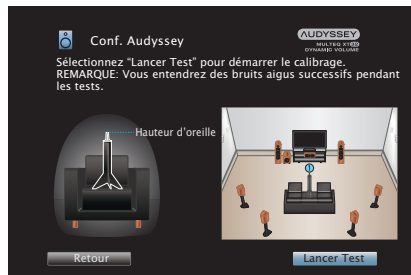 Conf. Audyssey
AUDYSSEY
MULTEQ XT32
DYNAMIC VOLUME
Sélectionnez “Lancer Test” pour démarrer le calibrage.
REMARQUE: Vous entendrez des bruits aigus successifs pendant
les tests.
Hauteur d’oreille
Retour
Lancer Test